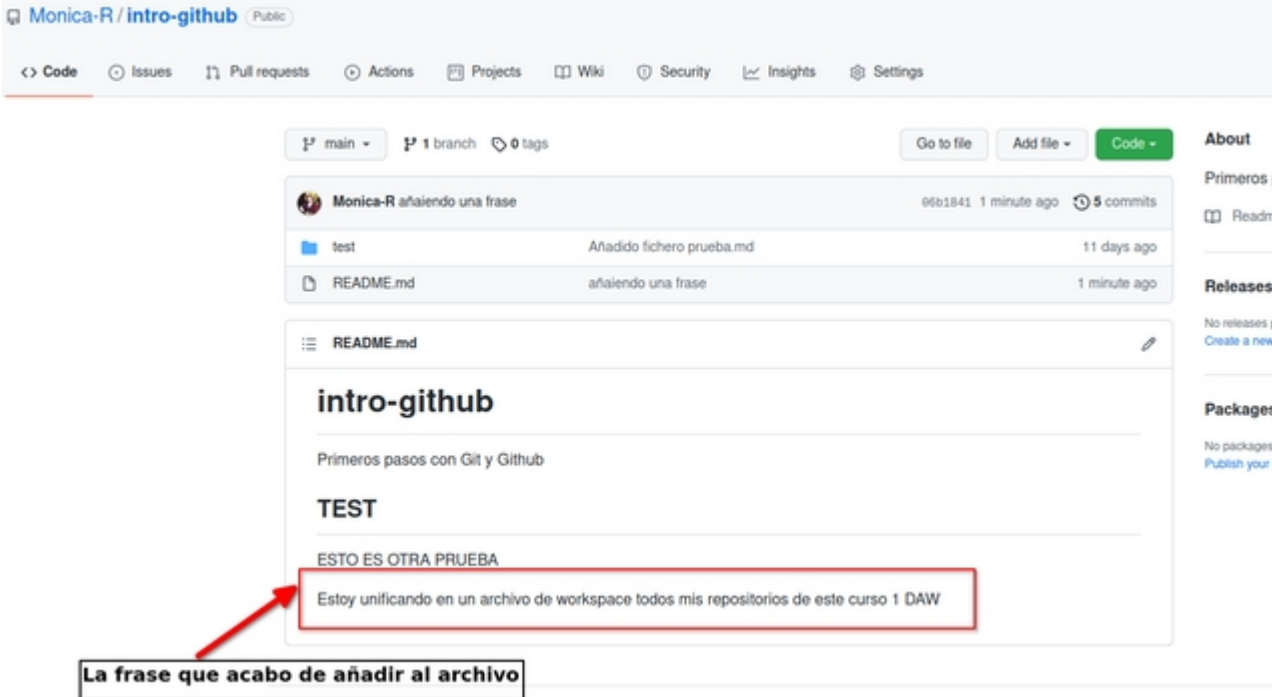 Monica-R / intro-github Public
Code Issues Pull requests Actions Projects Wiki Security Insights Settings
main 1 branch 0 tags Go to file Add file Code
Monica-R añaiendo una frase 06b1841 1 minute ago 5 commits
test Añadido fichero prueba.md 11 days ago
README.md añaiendo una frase 1 minute ago
README.md
intro-github
Primeros pasos con Git y Github
TEST
ESTO ES OTRA PRUEBA
Estoy unificando en un archivo de workspace todos mis repositorios de este curso 1 DAW
La frase que acabo de añadir al archivo
About
Primeros
Readm
Releases
No releases
Create a new
Packages
No packages
Publish your